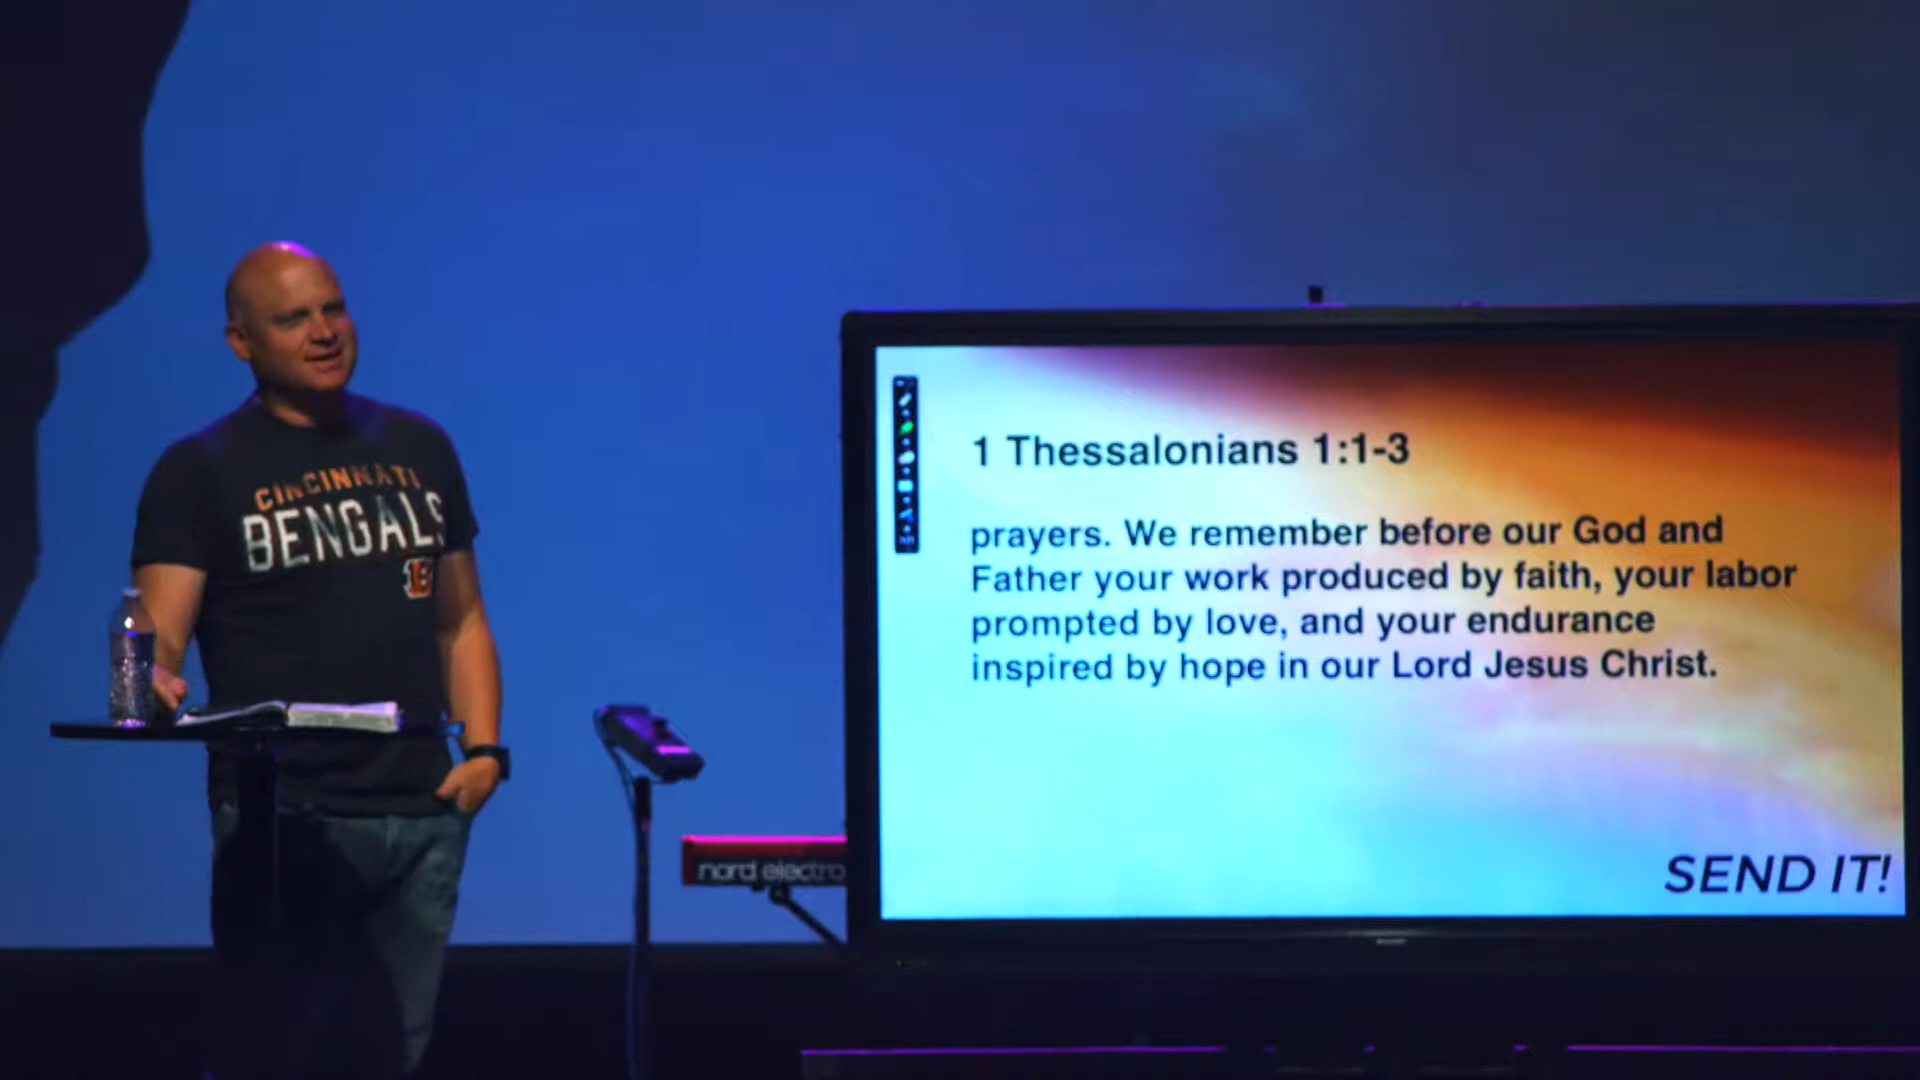 CINCINNATI
BENGALS
B
nord electro
1 Thessalonians 1:1-3
prayers. We remember before our God and
Father your work produced by faith, your labor
prompted by love, and your endurance
inspired by hope in our Lord Jesus Christ.
SEND IT!